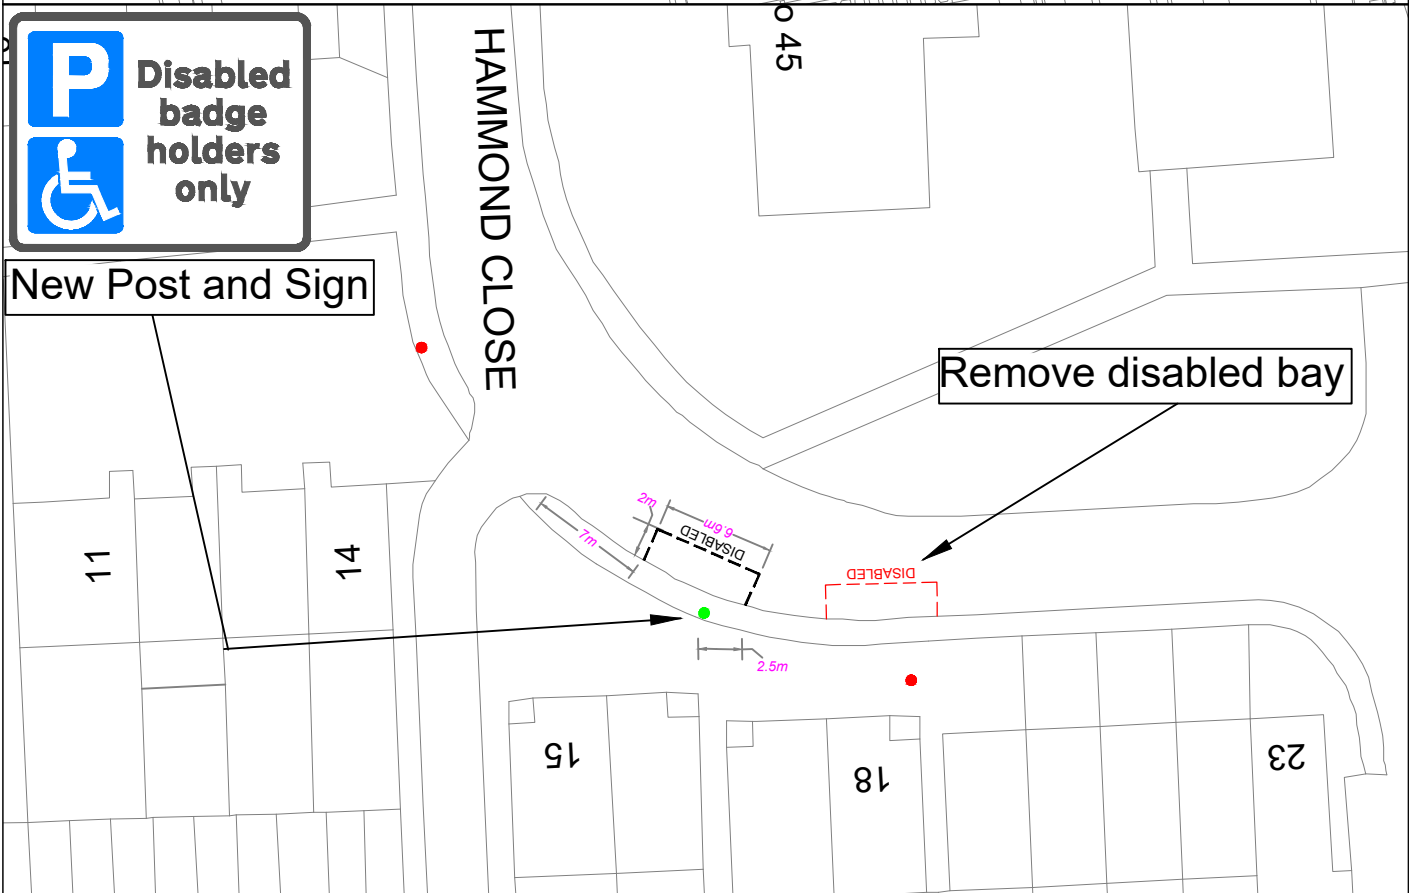 P
Disabled
badge
holders
only
o 45
HAMMOND CLOSE
New Post and Sign
Remove disabled bay
2m
6.6m
7m
DISABLED
DISABLED
11
14
2.5m
15
18
23